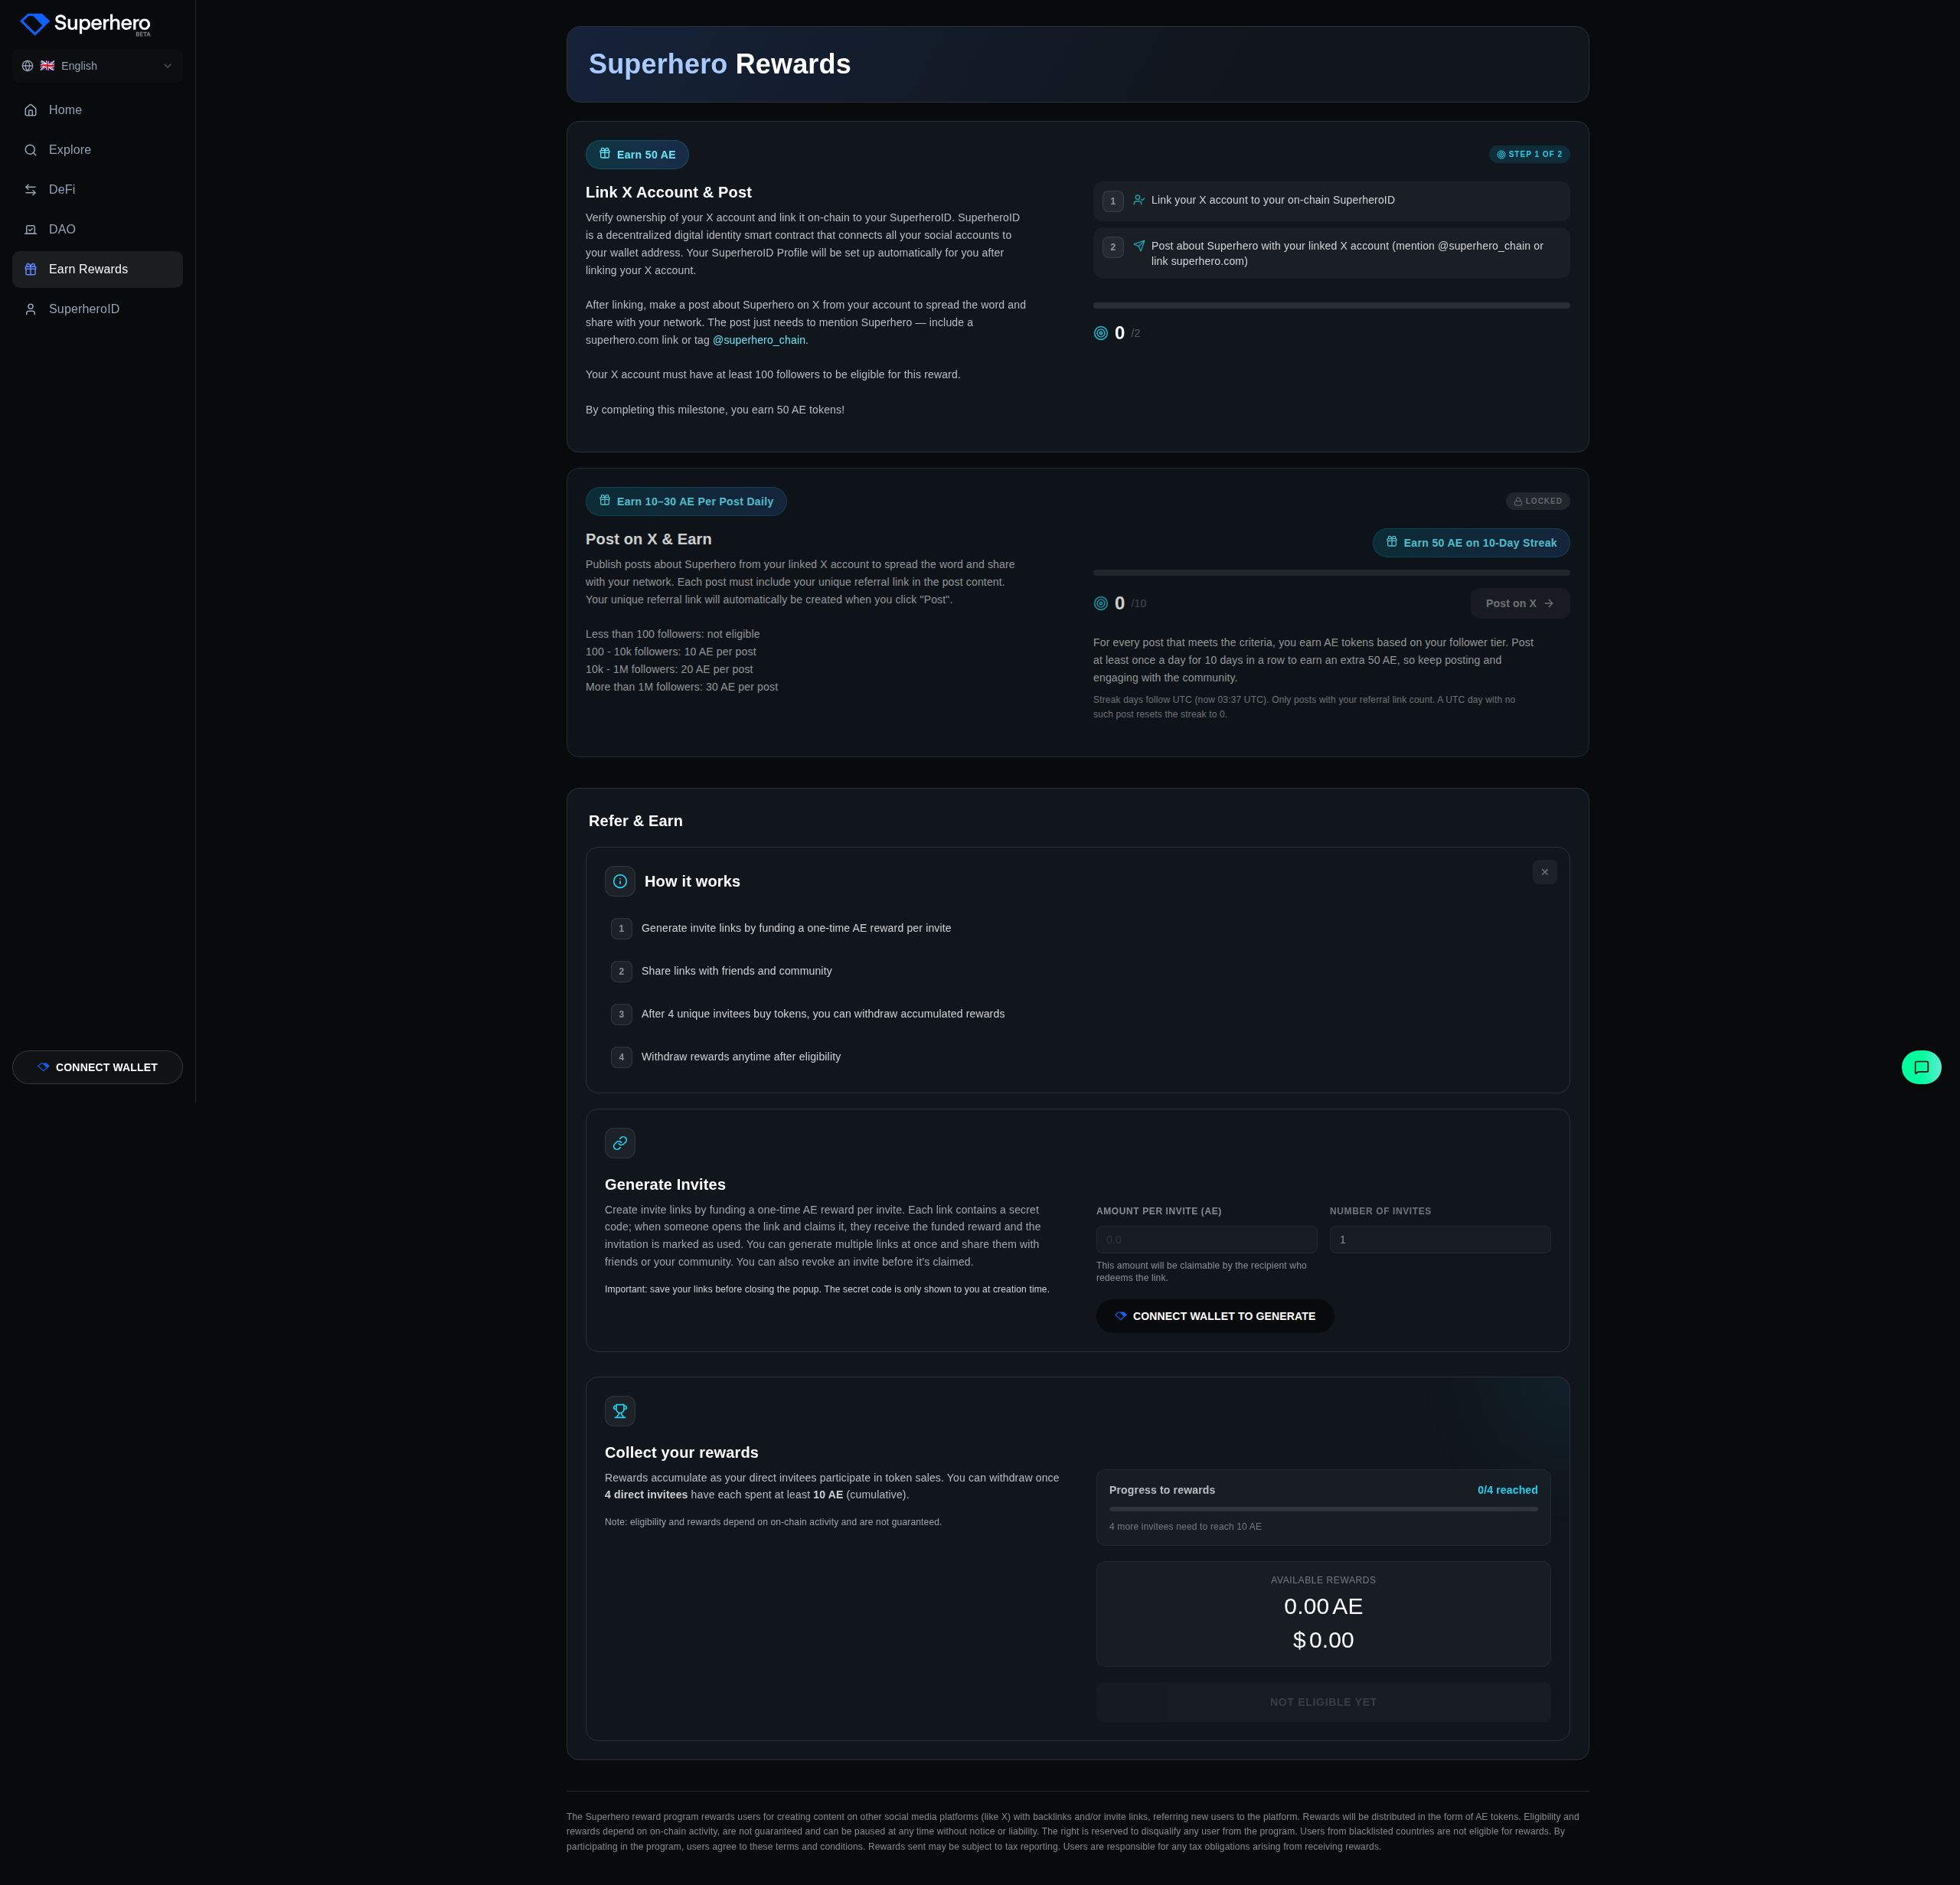 Superhero
BETA
English
Home
Explore
DeFi
DAO
Earn Rewards
SuperheroID
CONNECT WALLET
Superhero Rewards
Earn 50 AE
STEP 1 OF 2
Link X Account & Post
Verify ownership of your X account and link it on-chain to your SuperheroID. SuperheroID
is a decentralized digital identity smart contract that connects all your social accounts to
your wallet address. Your SuperheroID Profile will be set up automatically for you after
linking your X account.
After linking, make a post about Superhero on X from your account to spread the word and
share with your network. The post just needs to mention Superhero — include a
superhero.com link or tag @superhero_chain.
Your X account must have at least 100 followers to be eligible for this reward.
By completing this milestone, you earn 50 AE tokens!
1
Link your X account to your on-chain SuperheroID
2
Post about Superhero with your linked X account (mention @superhero_chain or
link superhero.com)
0 /2
Earn 10–30 AE Per Post Daily
LOCKED
Post on X & Earn
Publish posts about Superhero from your linked X account to spread the word and share
with your network. Each post must include your unique referral link in the post content.
Your unique referral link will automatically be created when you click "Post".
Less than 100 followers: not eligible
100 - 10k followers: 10 AE per post
10k - 1M followers: 20 AE per post
More than 1M followers: 30 AE per post
Earn 50 AE on 10-Day Streak
0 /10
Post on X
For every post that meets the criteria, you earn AE tokens based on your follower tier. Post
at least once a day for 10 days in a row to earn an extra 50 AE, so keep posting and
engaging with the community.
Streak days follow UTC (now 03:37 UTC). Only posts with your referral link count. A UTC day with no
such post resets the streak to 0.
Refer & Earn
How it works
1
Generate invite links by funding a one-time AE reward per invite
2
Share links with friends and community
3
After 4 unique invitees buy tokens, you can withdraw accumulated rewards
4
Withdraw rewards anytime after eligibility
Generate Invites
Create invite links by funding a one-time AE reward per invite. Each link contains a secret
code; when someone opens the link and claims it, they receive the funded reward and the
invitation is marked as used. You can generate multiple links at once and share them with
friends or your community. You can also revoke an invite before it’s claimed.
Important: save your links before closing the popup. The secret code is only shown to you at creation time.
AMOUNT PER INVITE (AE)
NUMBER OF INVITES
0.0
1
This amount will be claimable by the recipient who
redeems the link.
CONNECT WALLET TO GENERATE
Collect your rewards
Rewards accumulate as your direct invitees participate in token sales. You can withdraw once
4 direct invitees have each spent at least 10 AE (cumulative).
Note: eligibility and rewards depend on on-chain activity and are not guaranteed.
Progress to rewards
0/4 reached
4 more invitees need to reach 10 AE
AVAILABLE REWARDS
0.00 AE
$ 0.00
NOT ELIGIBLE YET
The Superhero reward program rewards users for creating content on other social media platforms (like X) with backlinks and/or invite links, referring new users to the platform. Rewards will be distributed in the form of AE tokens. Eligibility and
rewards depend on on-chain activity, are not guaranteed and can be paused at any time without notice or liability. The right is reserved to disqualify any user from the program. Users from blacklisted countries are not eligible for rewards. By
participating in the program, users agree to these terms and conditions. Rewards sent may be subject to tax reporting. Users are responsible for any tax obligations arising from receiving rewards.